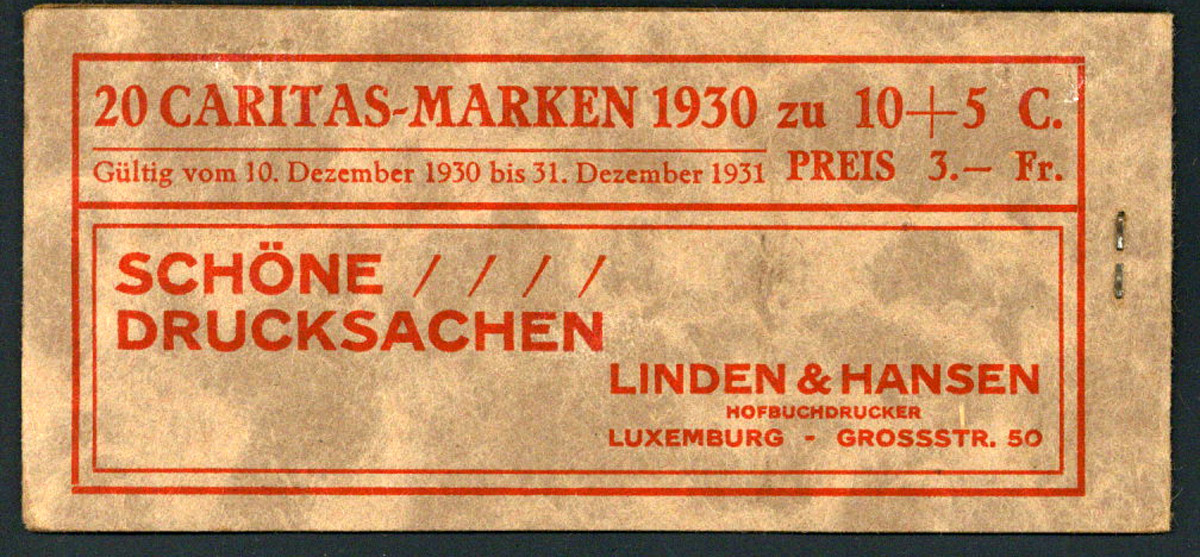 20 CARITAS-MARKEN 1930 zu 10+5 C.
Gültig vom 10. Dezember 1930 bis 31. Dezember 1931 PREIS 3.– Fr.
SCHÖNE / / / /
DRUCKSACHEN
LINDEN & HANSEN
HOFBUCHDRUCKER
LUXEMBURG - GROSSSTR. 50